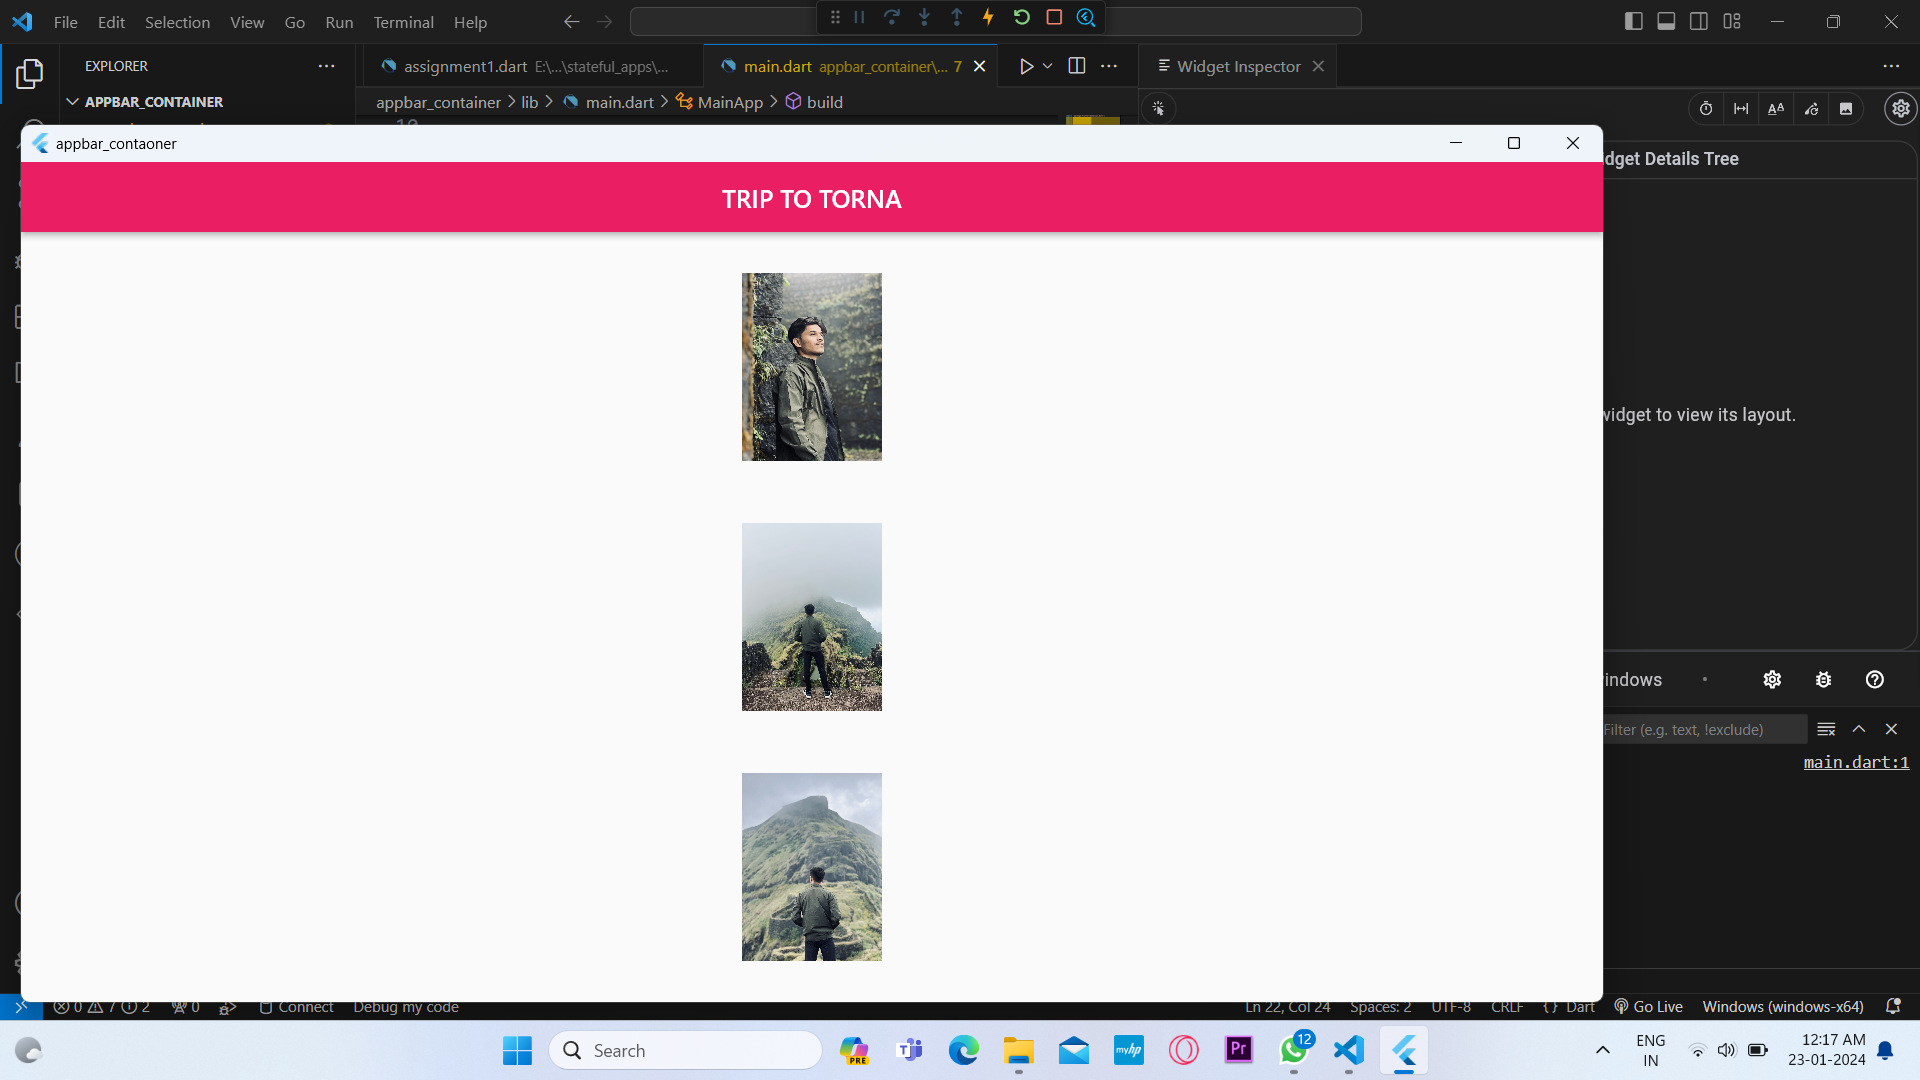 File Edit Selection View Go Run Terminal Help
EXPLORER
assignment1.dart E:\...\stateful_apps\...
main.dart appbar_container\... 7
Widget Inspector
APPBAR_CONTAINER
appbar_container > lib > main.dart > MainApp > build
appbar_contaoner
TRIP TO TORNA
dget Details Tree
widget to view its layout.
indows •
Filter (e.g. text, !exclude)
main.dart:1
0 7 2 0 Connect Debug my code
Ln 22, Col 24 Spaces: 2 UTF-8 CRLF {} Dart Go Live Windows (windows-x64)
Search
PRE
myhp
Pr
12
ENG
IN
12:17 AM
23-01-2024